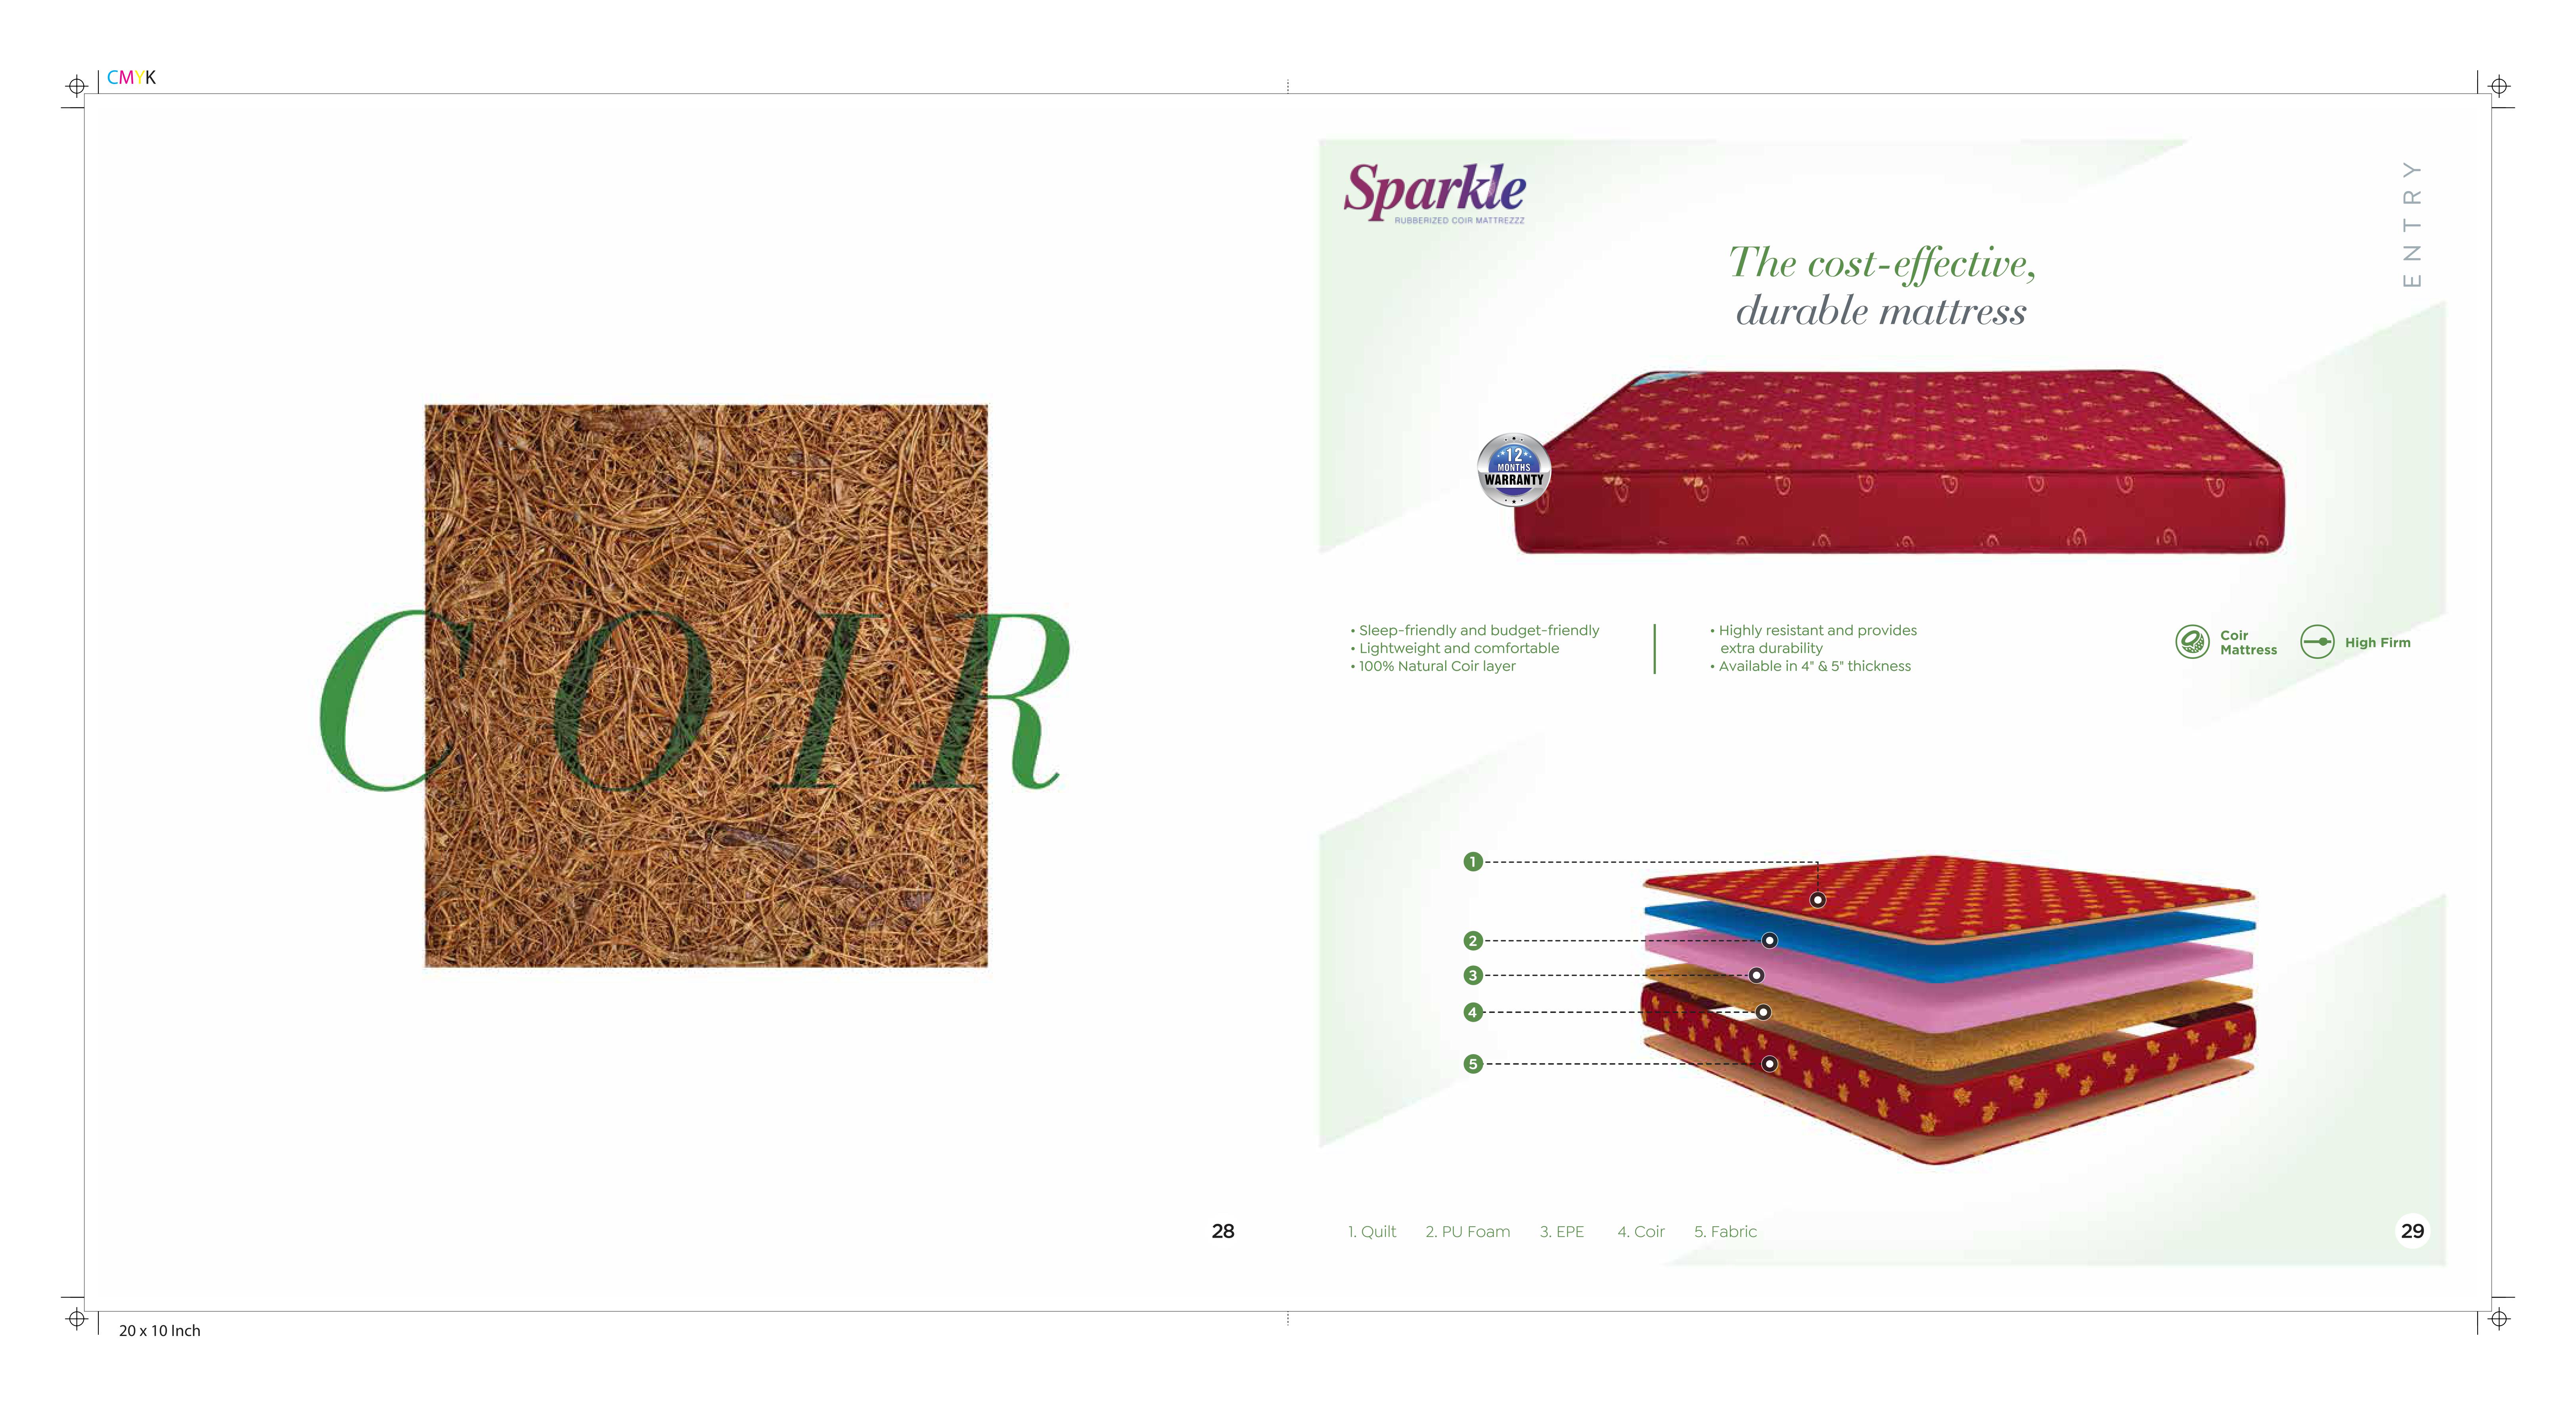 CMYK
COIR
28
Sparkle
RUBBERIZED COIR MATTREZZZ
ENTRY
The cost-effective,
durable mattress
12
MONTHS
WARRANTY
• Sleep-friendly and budget-friendly
• Lightweight and comfortable
• 100% Natural Coir layer
• Highly resistant and provides
extra durability
• Available in 4" & 5" thickness
Coir
Mattress
High Firm
1
2
3
4
5
1. Quilt 2. PU Foam 3. EPE 4. Coir 5. Fabric
29
20 x 10 Inch